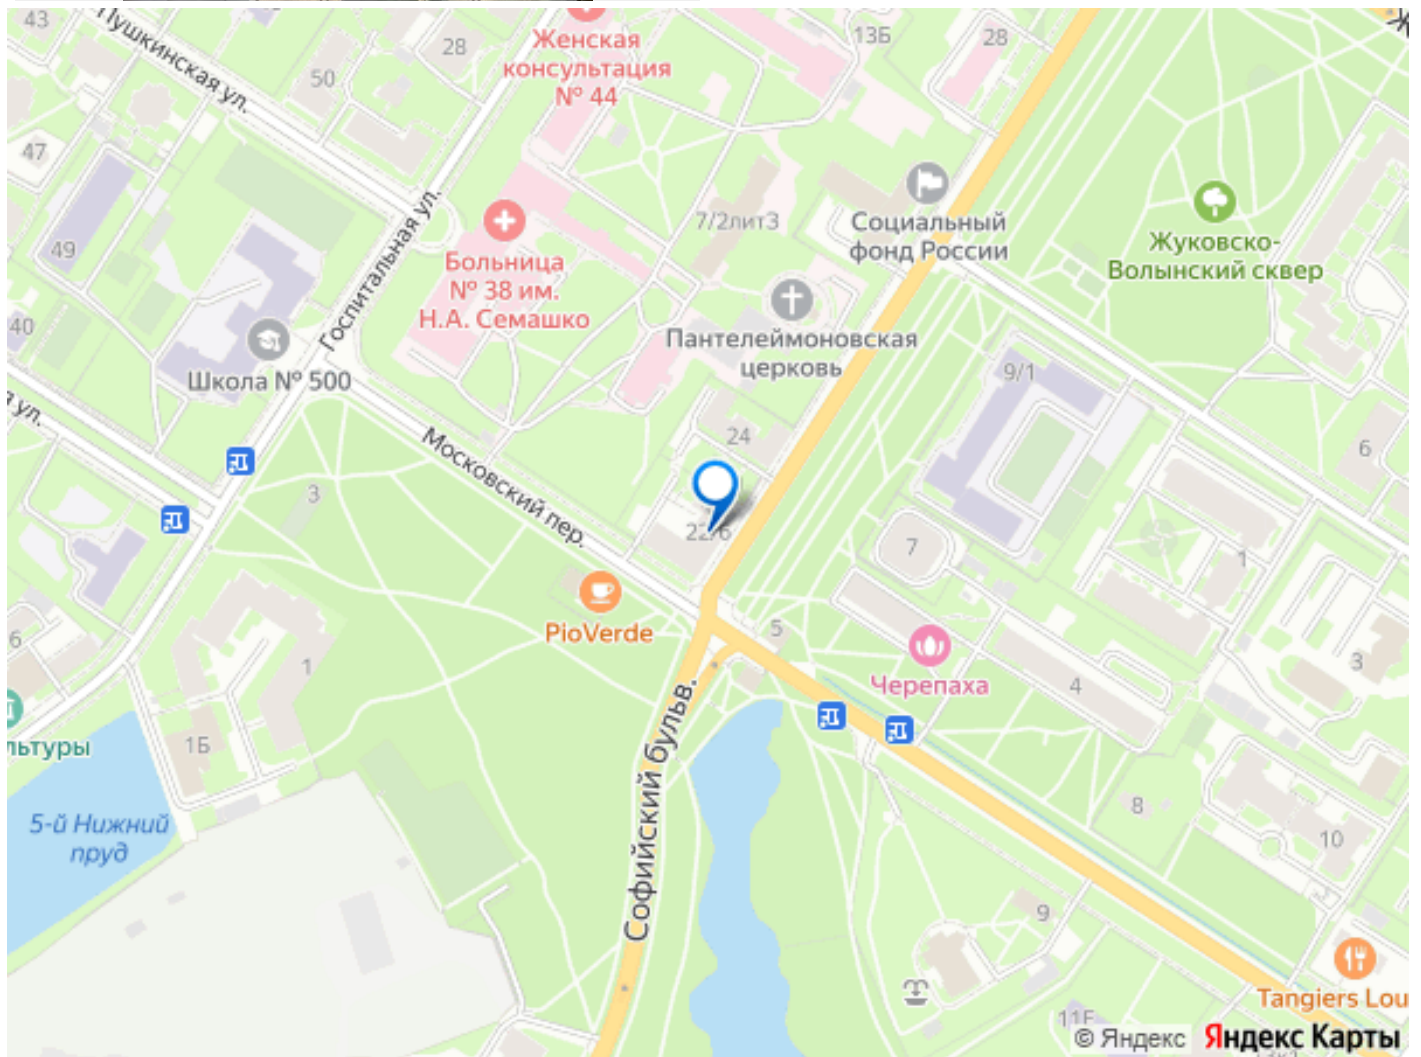 43
Пушкинская ул.
28
50
Женская
консультация
№ 44
13Б
28
47
49
Госпитальная ул.
Больница
№ 38 им.
Н.А. Семашко
7/2лит3
Социальный
фонд России
Жуковско-
Волынский сквер
40
Школа № 500
Пантелеймоновская
церковь
9/1
6
ул.
Московский пер.
24
3
22/6
7
1
PioVerde
5
Черепаха
4
3
6
1
1Б
льтуры
Софийский бульв.
5-й Нижний
пруд
8
10
9
Tangiers Lou
11Е
© Яндекс
Яндекс Карты